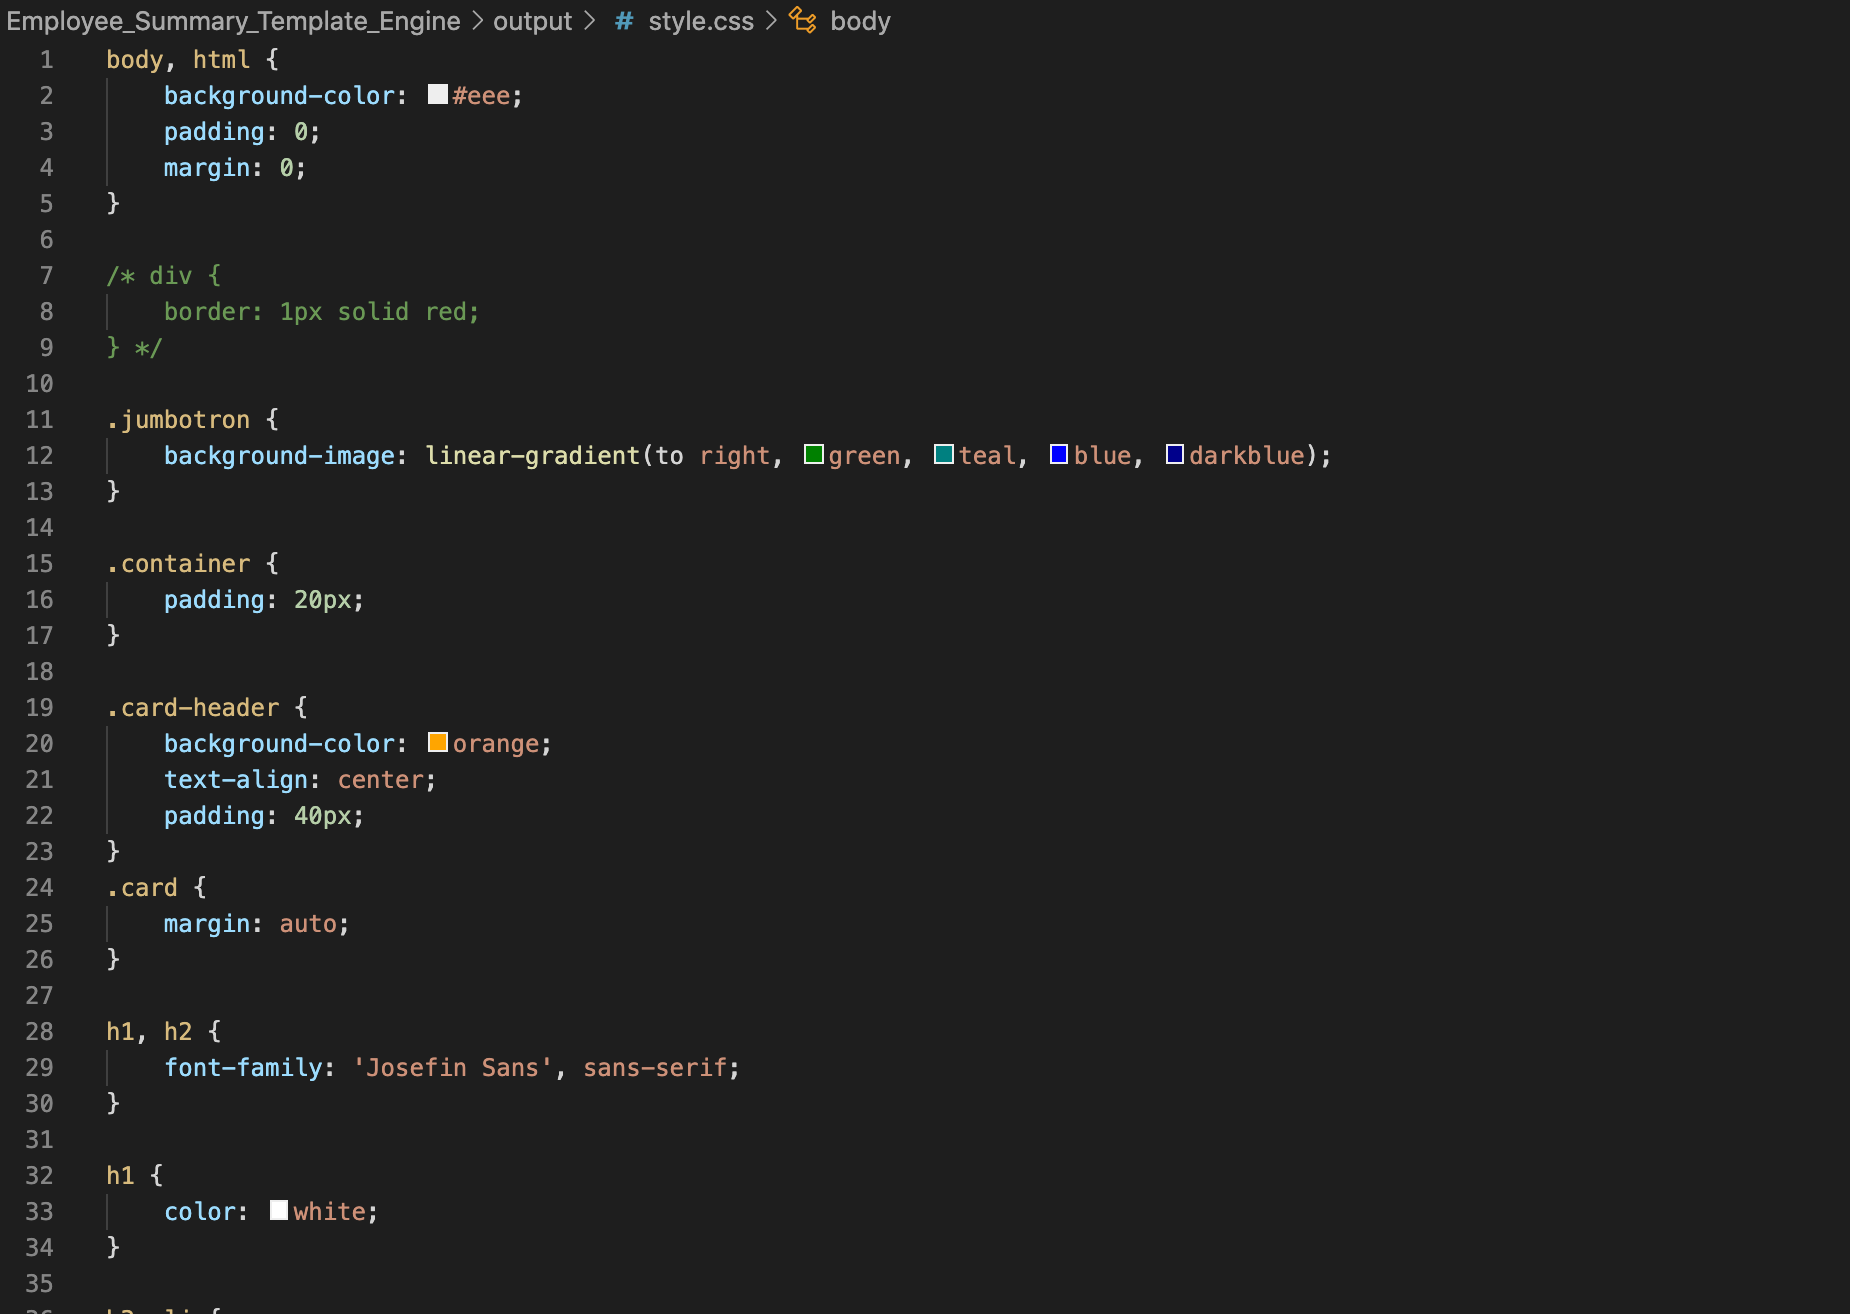 Employee_Summary_Template_Engine > output > # style.css > body
1 body, html {
2     background-color: #eee;
3     padding: 0;
4     margin: 0;
5 }
6
7 /* div {
8     border: 1px solid red;
9 } */
10
11 .jumbotron {
12     background-image: linear-gradient(to right, green, teal, blue, darkblue);
13 }
14
15 .container {
16     padding: 20px;
17 }
18
19 .card-header {
20     background-color: orange;
21     text-align: center;
22     padding: 40px;
23 }
24 .card {
25     margin: auto;
26 }
27
28 h1, h2 {
29     font-family: 'Josefin Sans', sans-serif;
30 }
31
32 h1 {
33     color: white;
34 }
35